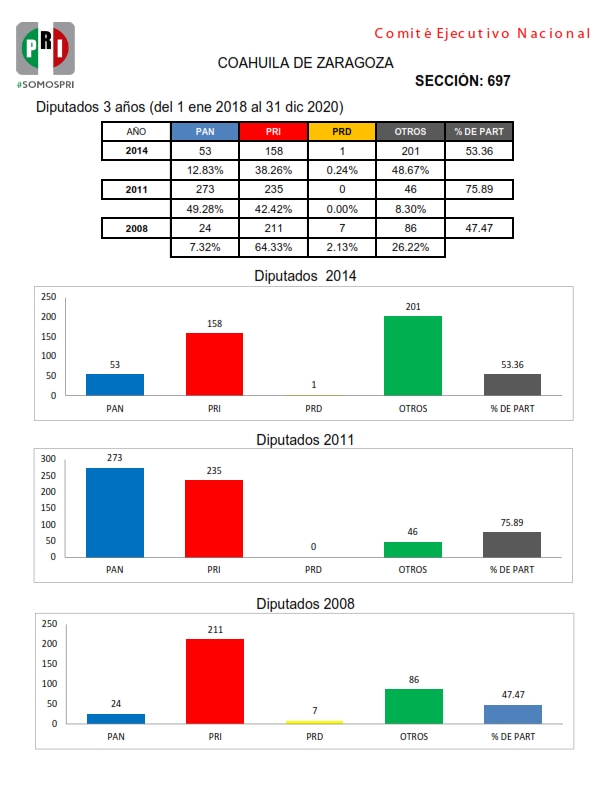 Comité Ejecutivo Nacional
PRI
#SOMOSPRI
COAHUILA DE ZARAGOZA
SECCIÓN: 697
Diputados 3 años (del 1 ene 2018 al 31 dic 2020)
AÑO PAN PRI PRD OTROS % DE PART
2014 53 158 1 201 53.36
12.83% 38.26% 0.24% 48.67%
2011 273 235 0 46 75.89
49.28% 42.42% 0.00% 8.30%
2008 24 211 7 86 47.47
7.32% 64.33% 2.13% 26.22%
Diputados 2014
250
200
150
100
50
0
53 158 1 201 53.36
PAN PRI PRD OTROS % DE PART
Diputados 2011
300
250
200
150
100
50
0
273 235 0 46 75.89
PAN PRI PRD OTROS % DE PART
Diputados 2008
250
200
150
100
50
0
24 211 7 86 47.47
PAN PRI PRD OTROS % DE PART